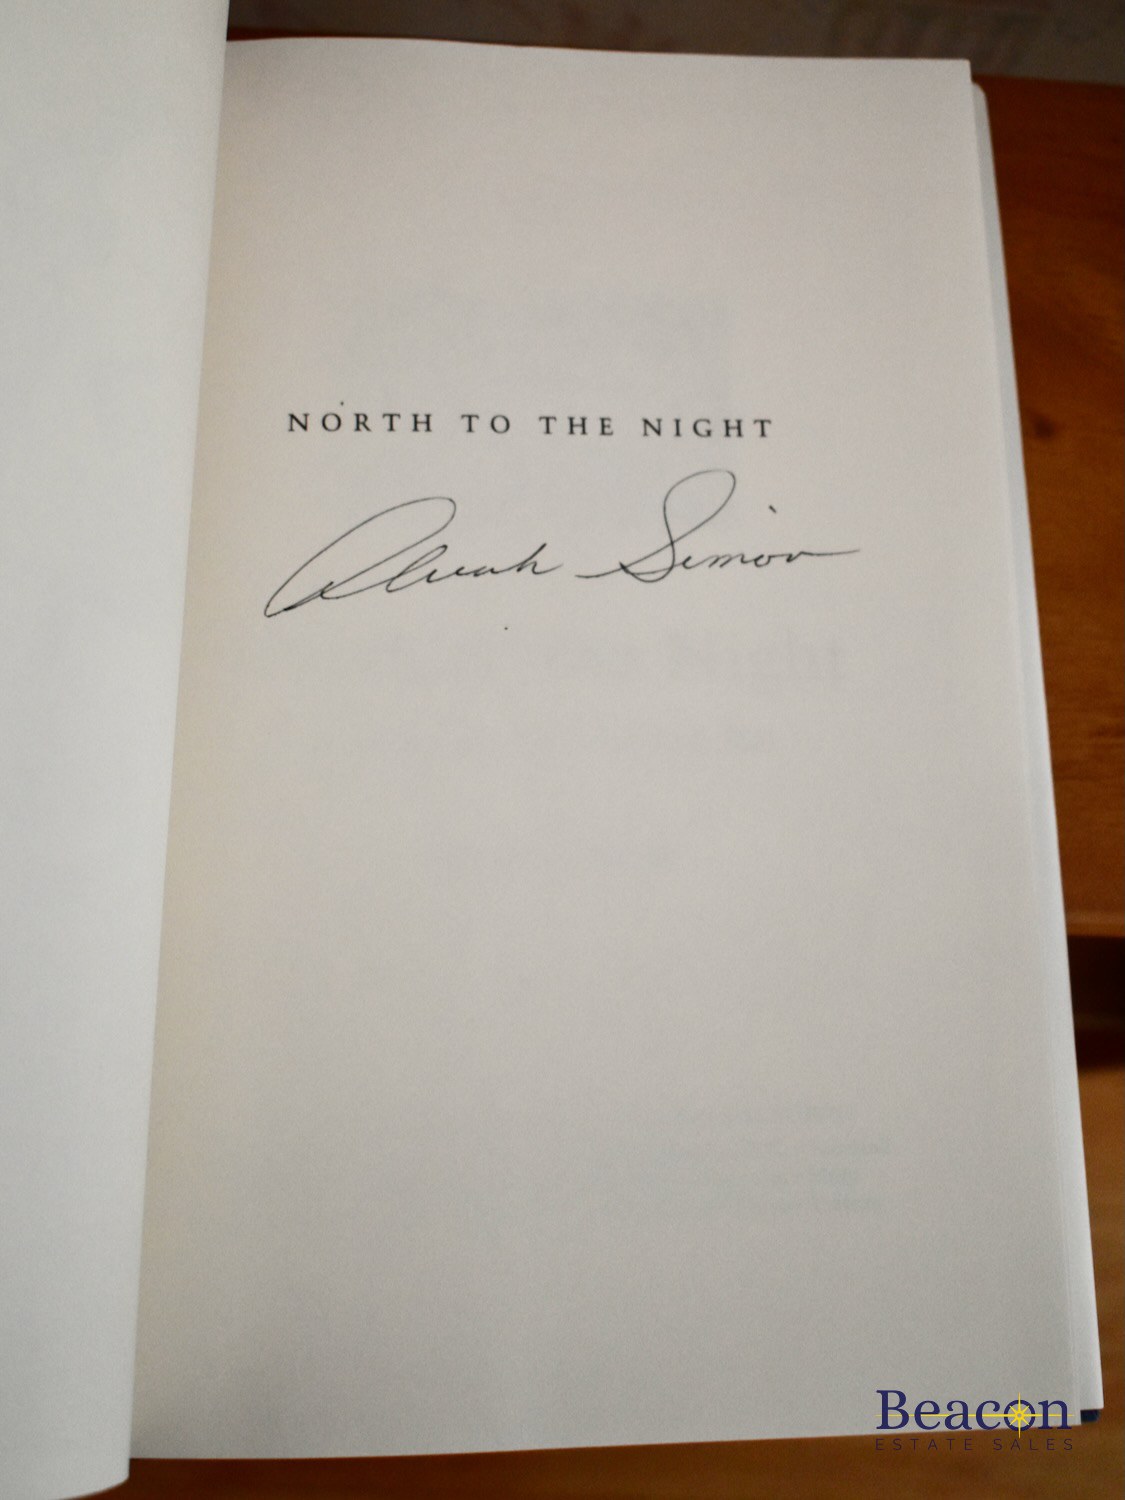 NORTH TO THE NIGHT
Alvah Simon
Beacon
ESTATE SALES